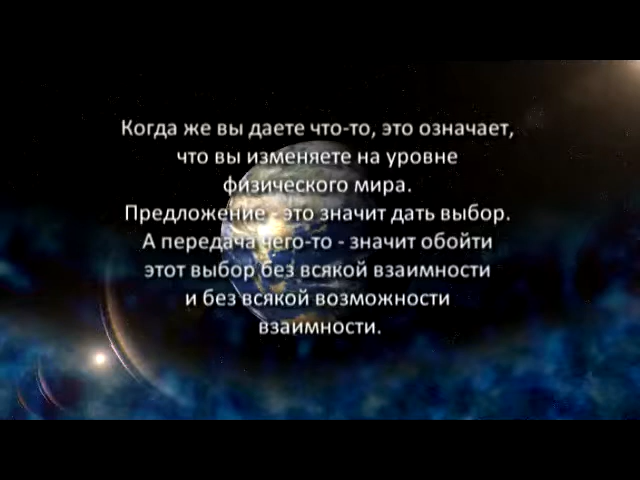 Когда же вы даете что-то, это означает,
что вы изменяете на уровне
физического мира.
Предложение - это значит дать выбор.
А передача чего-то - значит обойти
этот выбор без всякой взаимности
и без всякой возможности
взаимности.